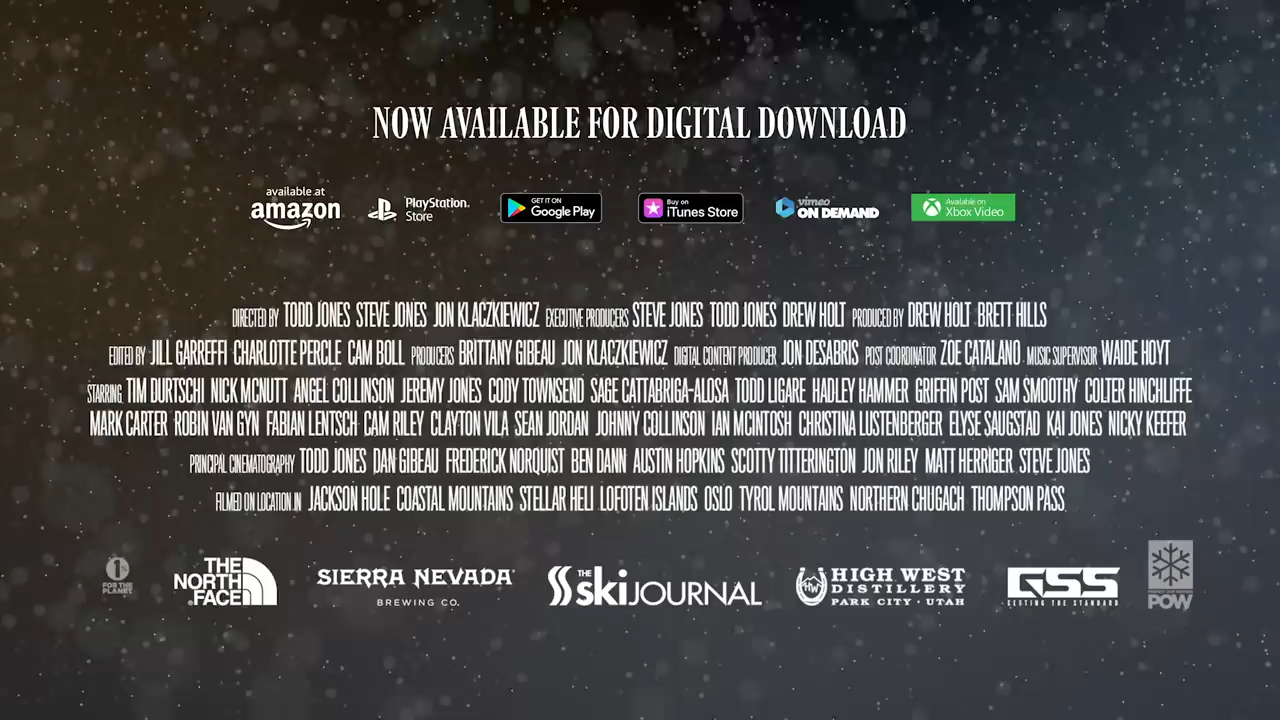 NOW AVAILABLE FOR DIGITAL DOWNLOAD
available at
amazon
PlayStation®
Store
GET IT ON
Google Play
Buy on
iTunes Store
vimeo
ON DEMAND
Available on
Xbox Video
DIRECTED BY TODD JONES STEVE JONES JON KLACZKIEWICZ EXECUTIVE PRODUCERS STEVE JONES TODD JONES DREW HOLT PRODUCED BY DREW HOLT BRETT HILLS
EDITED BY JILL GARREFFI CHARLOTTE PERCLE CAM BOLL PRODUCERS BRITTANY GIBEAU JON KLACZKIEWICZ DIGITAL CONTENT PRODUCER JON DESABRIS POST COORDINATOR ZOE CATALANO MUSIC SUPERVISOR WAIDE HOYT
STARRING TIM DURTSCHI NICK MCNUTT ANGEL COLLINSON JEREMY JONES CODY TOWNSEND SAGE CATTABRIGA-ALOSA TODD LIGARE HADLEY HAMMER GRIFFIN POST SAM SMOOTHY COLTER HINCHLIFFE
MARK CARTER ROBIN VAN GYN FABIAN LENTSCH CAM RILEY CLAYTON VILA SEAN JORDAN JOHNNY COLLINSON IAN MCINTOSH CHRISTINA LUSTENBERGER ELYSE SAUGSTAD KAI JONES NICKY KEEFER
PRINCIPAL CINEMATOGRAPHY TODD JONES DAN GIBEAU FREDERICK NORQUIST BEN DANN AUSTIN HOPKINS SCOTTY TITTERINGTON JON RILEY MATT HERRIGER STEVE JONES
FILMED ON LOCATION IN JACKSON HOLE COASTAL MOUNTAINS STELLAR HELI LOFOTEN ISLANDS OSLO TYROL MOUNTAINS NORTHERN CHUGACH THOMPSON PASS
1
FOR THE
PLANET
THE
NORTH
FACE
SIERRA NEVADA
BREWING CO.
THE
skiJOURNAL
HW
HIGH WEST
DISTILLERY
PARK CITY · UTAH
GSS
SETTING THE STANDARD
POW